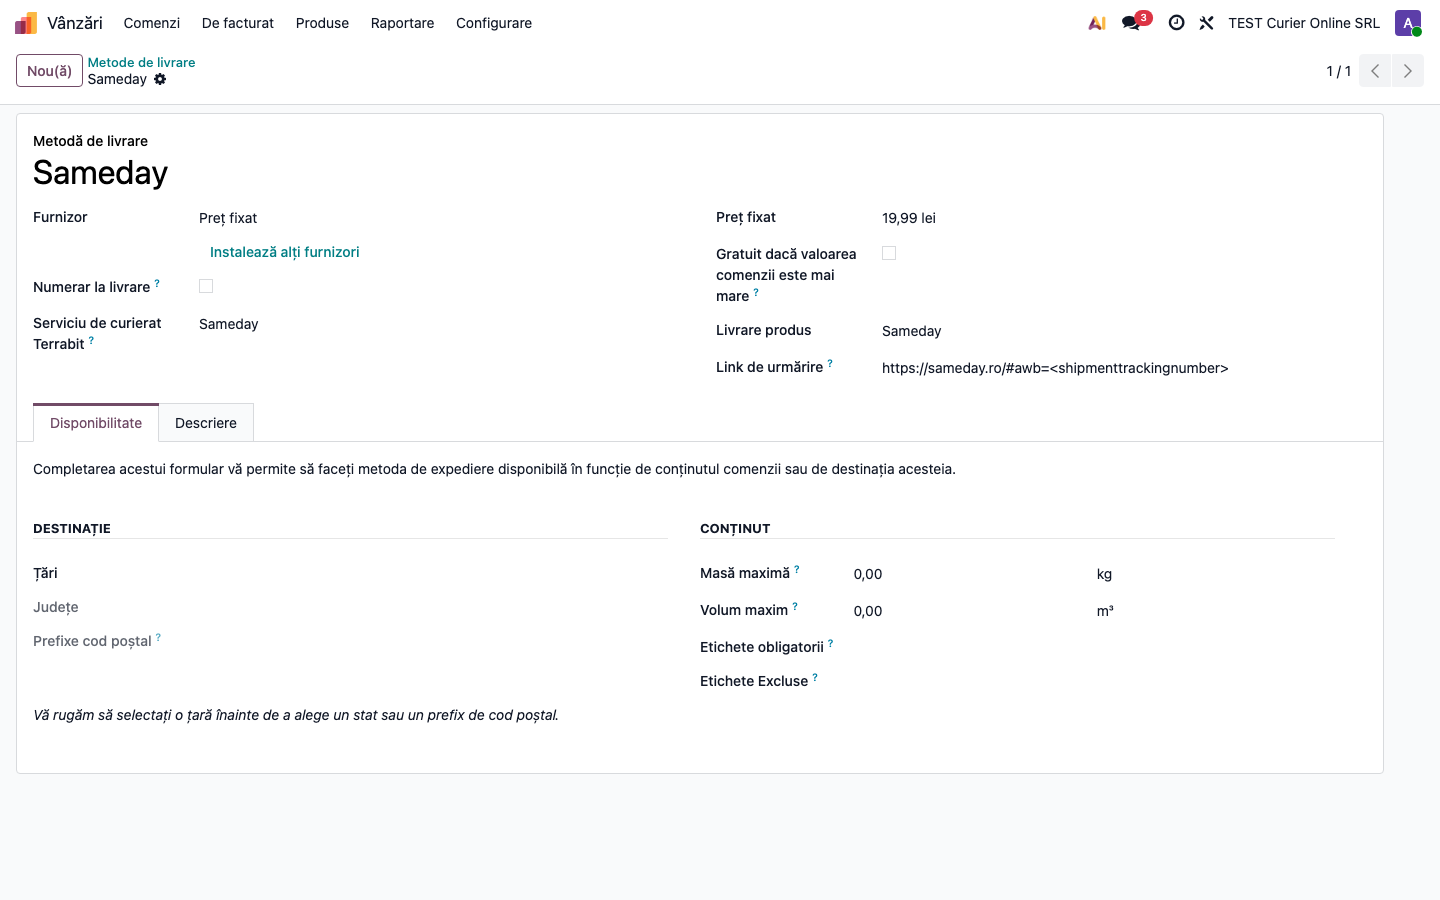 Vânzări Comenzi De facturat Produse Raportare Configurare 3 TEST Curier Online SRL A
Nou(ă) Metode de livrare
Sameday
1 / 1
Metodă de livrare
Sameday
Furnizor Preț fixat
Instalează alți furnizori
Numerar la livrare ?
Serviciu de curierat
Terrabit ?
Sameday
Preț fixat 19,99 lei
Gratuit dacă valoarea
comenzii este mai
mare ?
Livrare produs Sameday
Link de urmărire ? https://sameday.ro/#awb=<shipmenttrackingnumber>
Disponibilitate Descriere
Completarea acestui formular vă permite să faceți metoda de expediere disponibilă în funcție de conținutul comenzii sau de destinația acesteia.
DESTINAȚIE
Țări
Județe
Prefixe cod poștal ?
Vă rugăm să selectați o țară înainte de a alege un stat sau un prefix de cod poștal.
CONȚINUT
Masă maximă ? 0,00 kg
Volum maxim ? 0,00 m³
Etichete obligatorii ?
Etichete Excluse ?